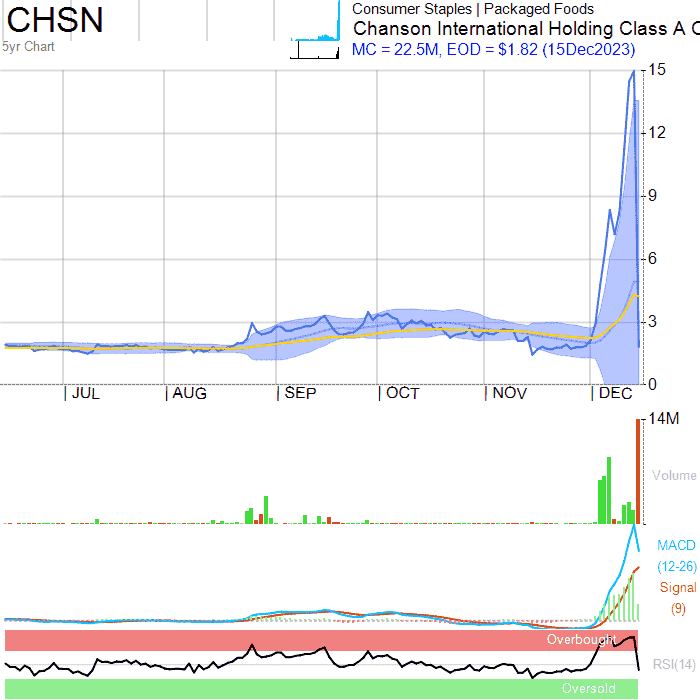 CHSN
Consumer Staples | Packaged Foods
Chanson International Holding Class A O
5yr Chart
MC = 22.5M, EOD = $1.82 (15Dec2023)
15
12
9
6
3
0
JUL AUG SEP OCT NOV DEC
14M
Volume
MACD
(12-26)
Signal
(9)
Overbought
RSI(14)
Oversold